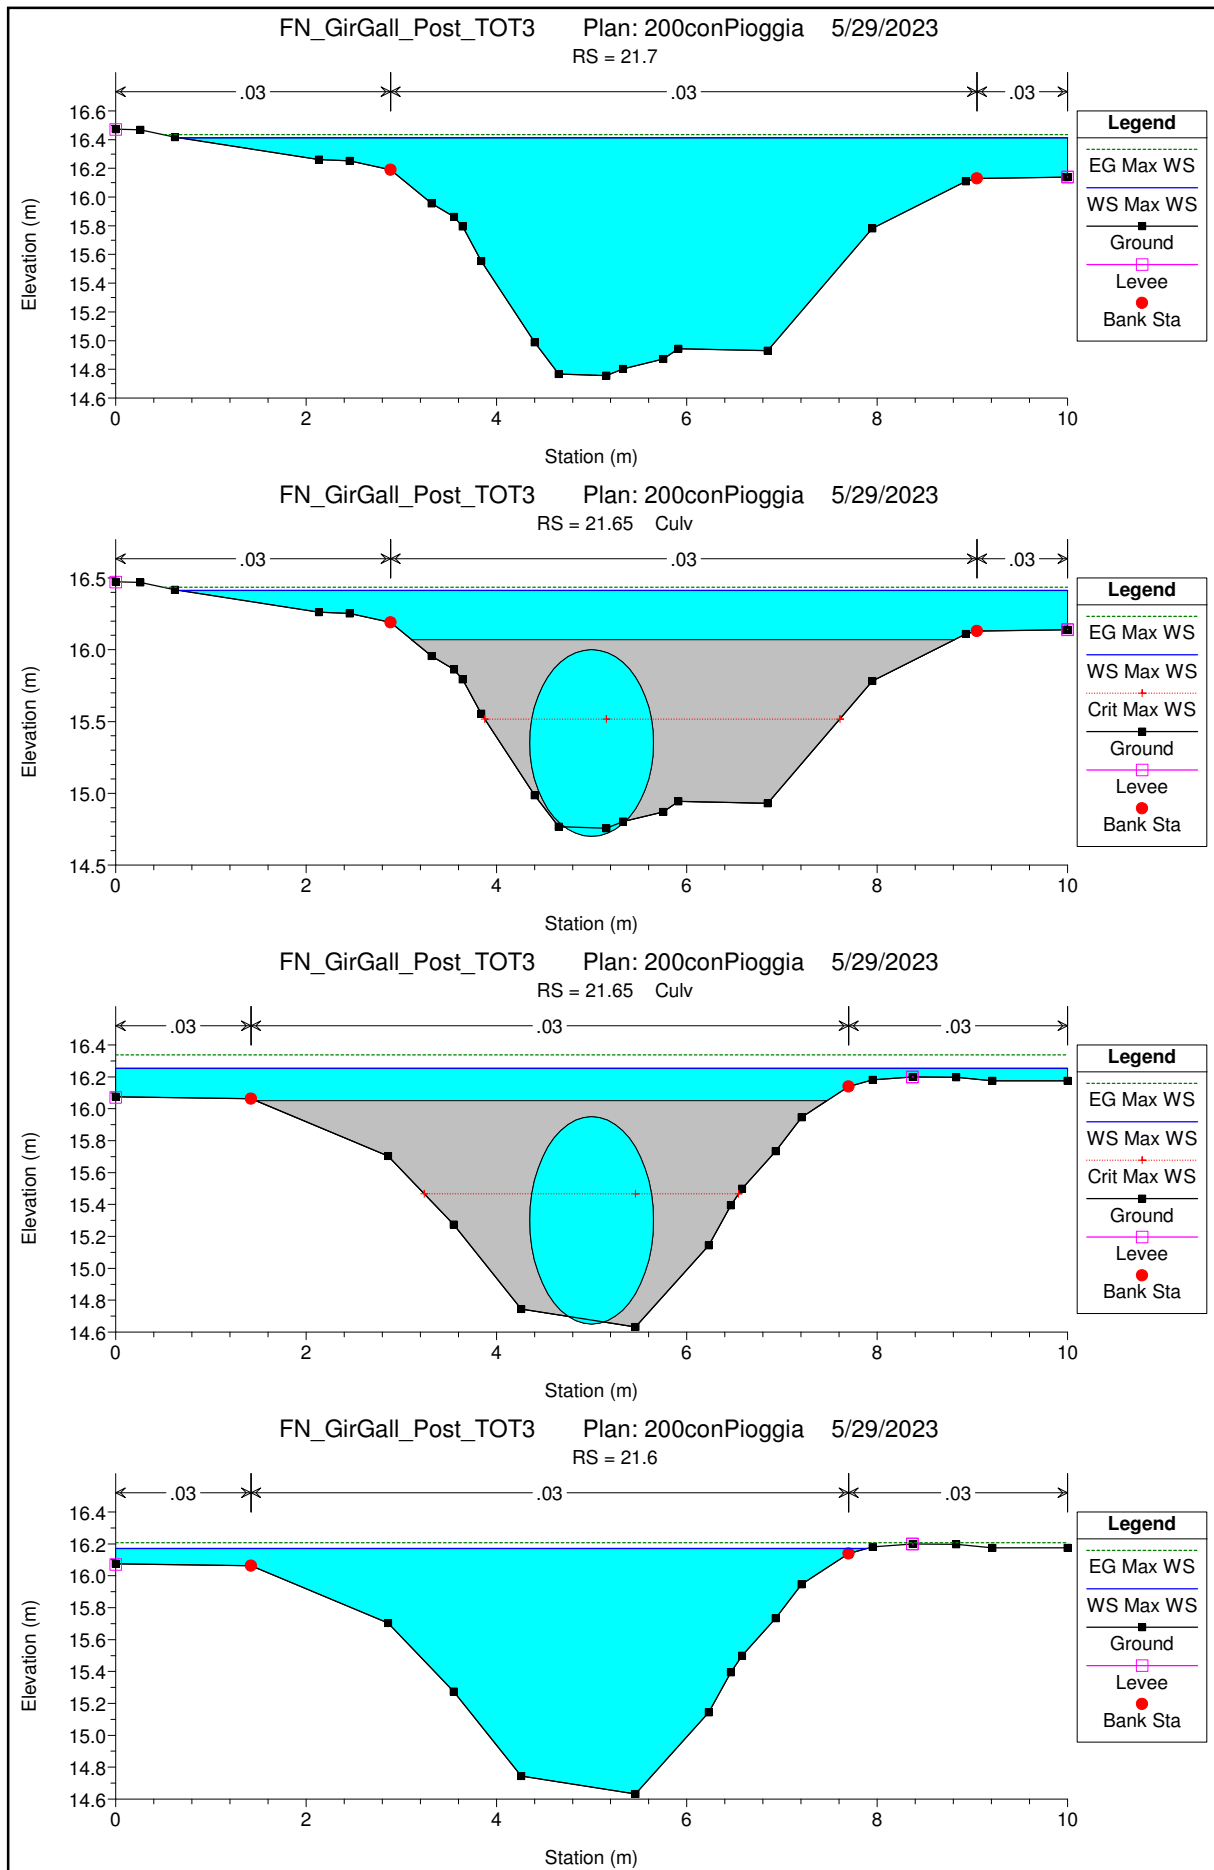 FN_GirGall_Post_TOT3 Plan: 200conPioggia 5/29/2023
RS = 21.7
.03 .03 .03
16.6
16.4
16.2
16.0
15.8
15.6
15.4
15.2
15.0
14.8
14.6
Elevation (m)
0 2 4 6 8 10
Station (m)
Legend
EG Max WS
WS Max WS
Ground
Levee
Bank Sta
FN_GirGall_Post_TOT3 Plan: 200conPioggia 5/29/2023
RS = 21.65 Culv
.03 .03 .03
16.5
16.0
15.5
15.0
14.5
Elevation (m)
0 2 4 6 8 10
Station (m)
Legend
EG Max WS
WS Max WS
Crit Max WS
Ground
Levee
Bank Sta
FN_GirGall_Post_TOT3 Plan: 200conPioggia 5/29/2023
RS = 21.65 Culv
.03 .03 .03
16.4
16.2
16.0
15.8
15.6
15.4
15.2
15.0
14.8
14.6
Elevation (m)
0 2 4 6 8 10
Station (m)
Legend
EG Max WS
WS Max WS
Crit Max WS
Ground
Levee
Bank Sta
FN_GirGall_Post_TOT3 Plan: 200conPioggia 5/29/2023
RS = 21.6
.03 .03 .03
16.4
16.2
16.0
15.8
15.6
15.4
15.2
15.0
14.8
14.6
Elevation (m)
0 2 4 6 8 10
Station (m)
Legend
EG Max WS
WS Max WS
Ground
Levee
Bank Sta